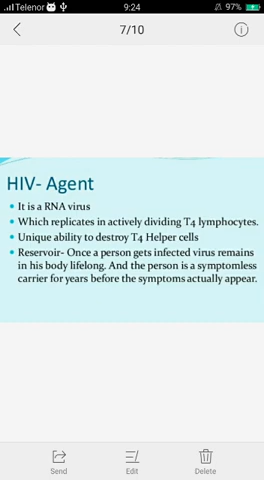 Telenor 9:24 97%
7/10
HIV- Agent
It is a RNA virus
Which replicates in actively dividing T4 lymphocytes.
Unique ability to destroy T4 Helper cells
Reservoir- Once a person gets infected virus remains
in his body lifelong. And the person is a symptomless
carrier for years before the symptoms actually appear.
Send Edit Delete